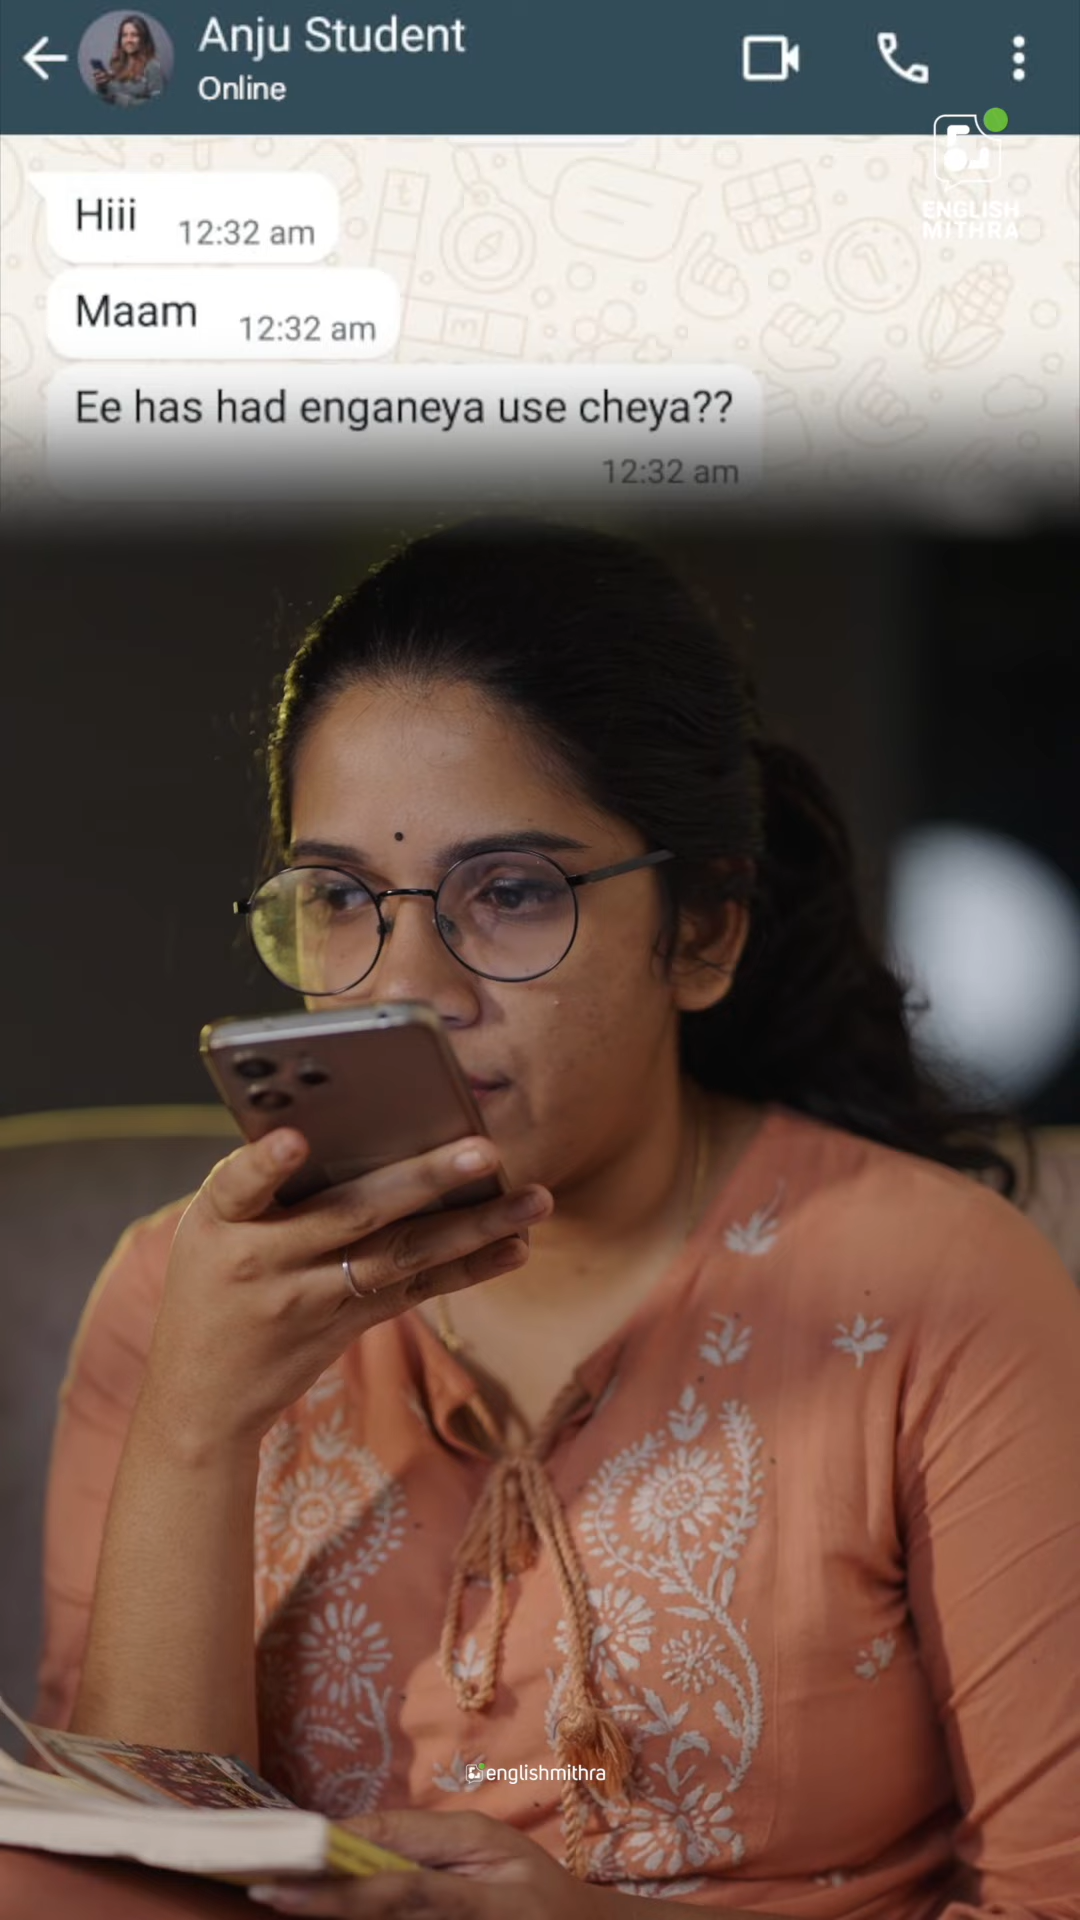 Anju Student
Online
ENGLISH
MITHRA
Hiii 12:32 am
Maam 12:32 am
Ee has had enganeya use cheya??
12:32 am
englishmithra